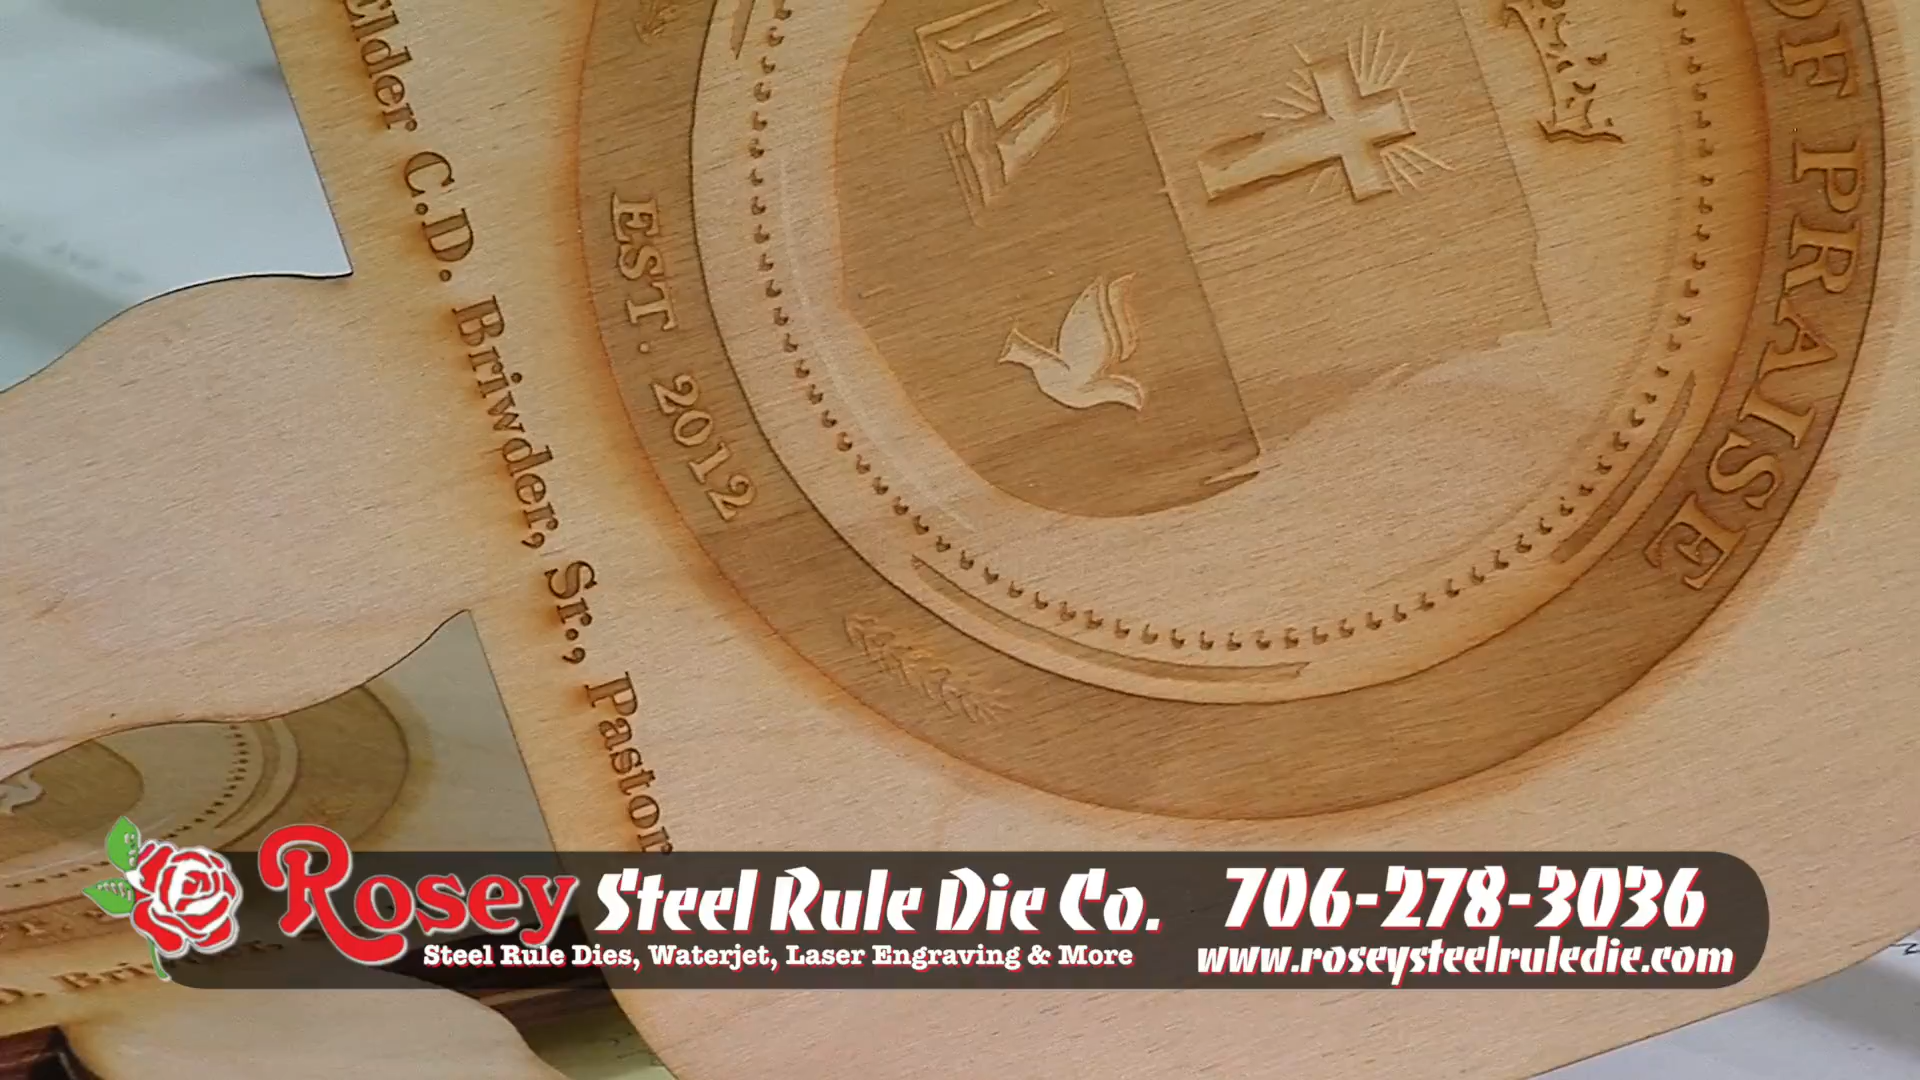 Elder C.D. Briwder, Sr., Pastor
EST. 2012
OF PRAISE
Rosey Steel Rule Die Co.
Steel Rule Dies, Waterjet, Laser Engraving & More
706-278-3036
www.roseysteelruledie.com